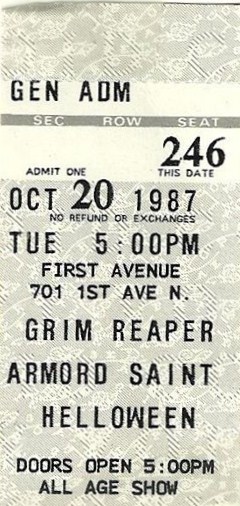 GEN ADM
SEC ROW SEAT
246
ADMIT ONE THIS DATE
OCT 20 1987
NO REFUND OR EXCHANGES
TUE 5:00PM
FIRST AVENUE
701 1ST AVE N.
GRIM REAPER
ARMORD SAINT
HELLOWEEN
DOORS OPEN 5:00PM
ALL AGE SHOW